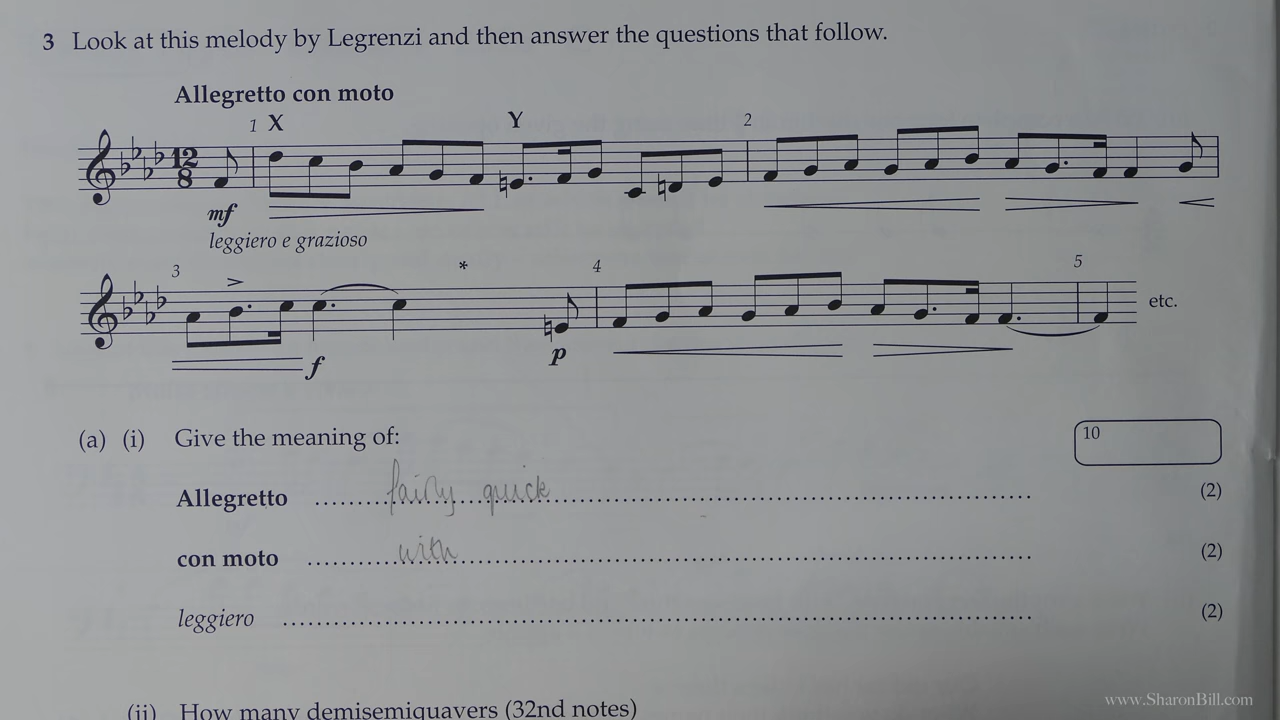 3 Look at this melody by Legrenzi and then answer the questions that follow.
Allegretto con moto
1 X Y 2
12
8
mf
leggiero e grazioso
3 > * 4 5
etc.
f p
(a) (i) Give the meaning of:
10
Allegretto ..... fairly quick ..... (2)
con moto ..... with ..... (2)
leggiero ..... (2)
(ii) How many demisemiquavers (32nd notes)
www.SharonBill.com